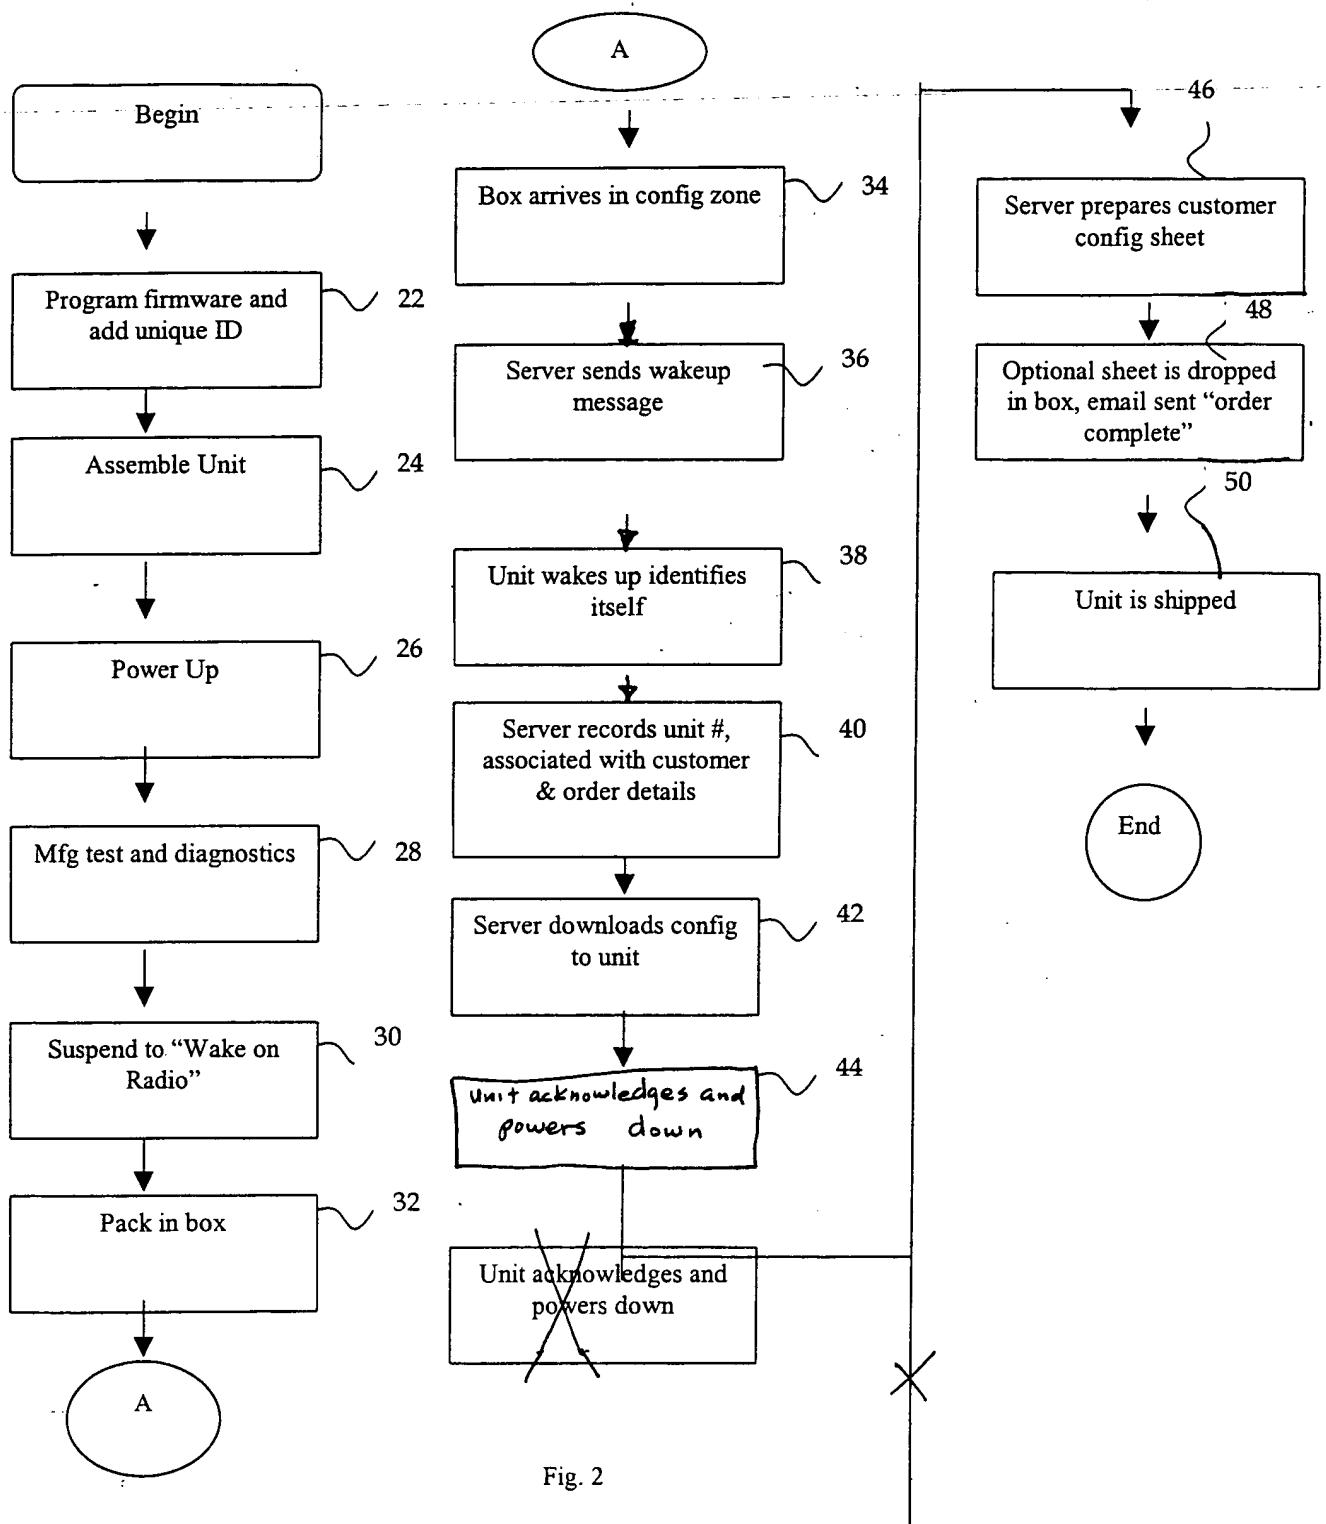 Begin
Program firmware and
add unique ID
22
Assemble Unit
24
Power Up
26
Mfg test and diagnostics
28
Suspend to “Wake on
Radio”
30
Pack in box
32
A
A
Box arrives in config zone
34
Server sends wakeup
message
36
Unit wakes up identifies
itself
38
Server records unit #,
associated with customer
& order details
40
Server downloads config
to unit
42
Unit acknowledges and
powers down
44
Unit acknowledges and
powers down
46
Server prepares customer
config sheet
48
Optional sheet is dropped
in box, email sent “order
complete”
50
Unit is shipped
End
Fig. 2